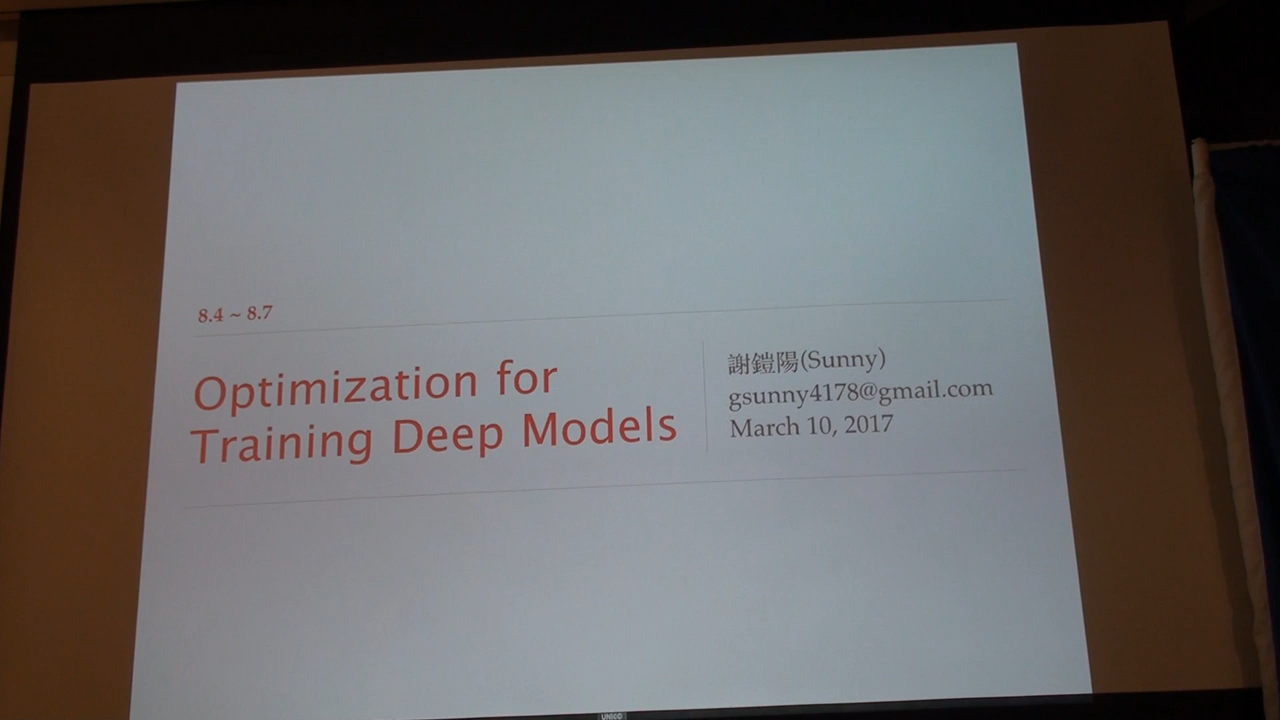 8.4 ~ 8.7
Optimization for
Training Deep Models
謝鎧陽(Sunny)
gsunny4178@gmail.com
March 10, 2017
UNICO